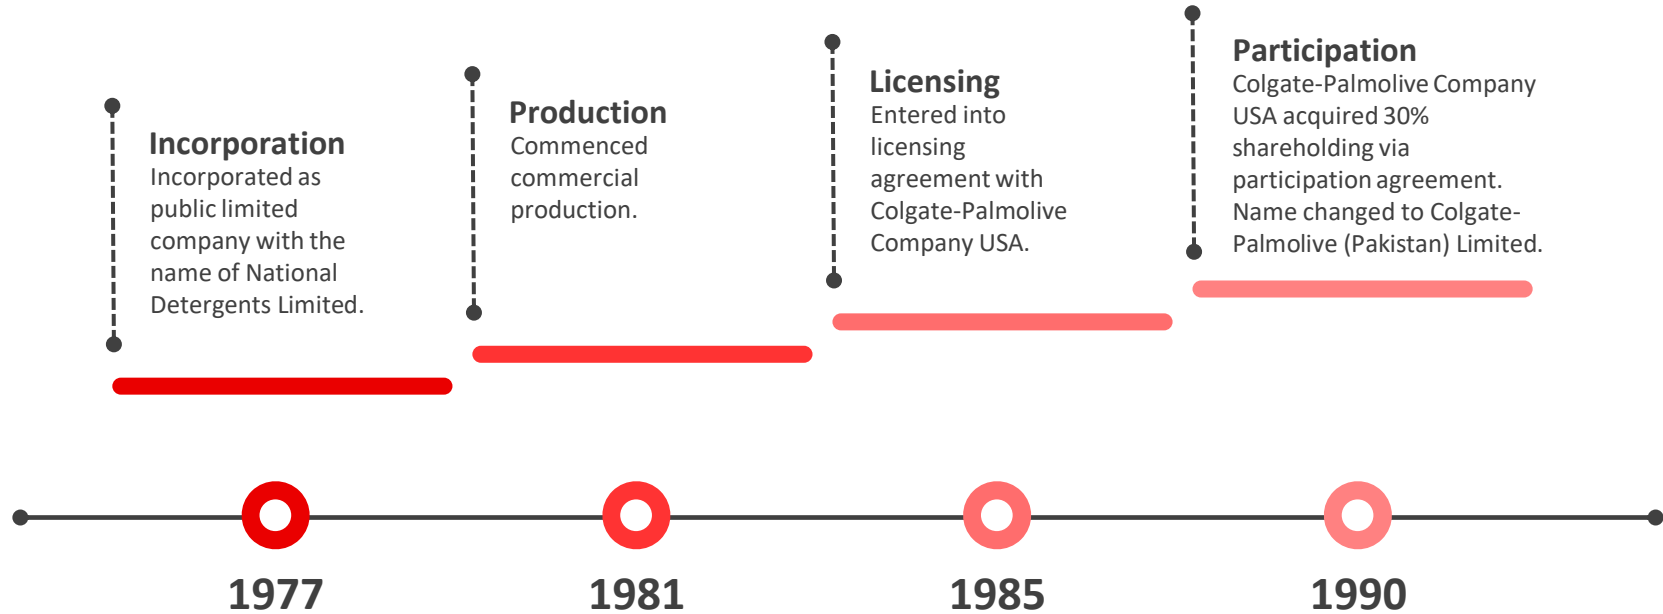 Incorporation
Incorporated as
public limited
company with the
name of National
Detergents Limited.
Production
Commenced
commercial
production.
Licensing
Entered into
licensing
agreement with
Colgate-Palmolive
Company USA.
Participation
Colgate-Palmolive Company
USA acquired 30%
shareholding via
participation agreement.
Name changed to Colgate-
Palmolive (Pakistan) Limited.
1977
1981
1985
1990